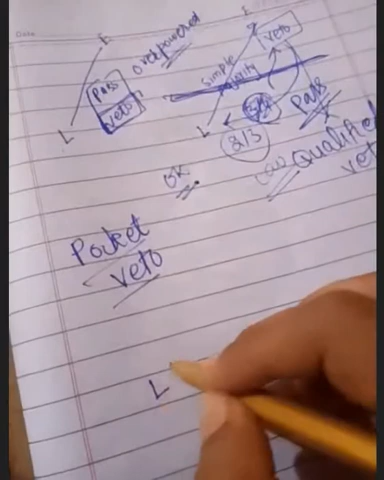 Date
E
overpowered
Pass
veto
L
E
veto
simple
majority
L
2/3
Pass
Qualified
veto
OK
Pocket
veto
L